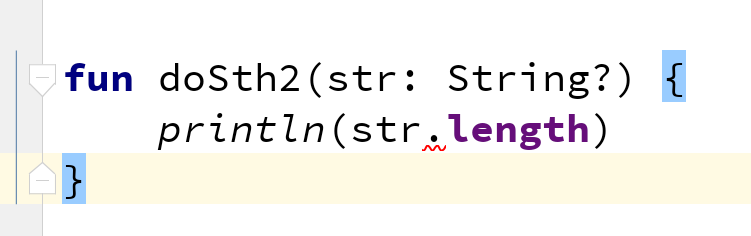 fun doSth2(str: String?) {
    println(str.length)
}